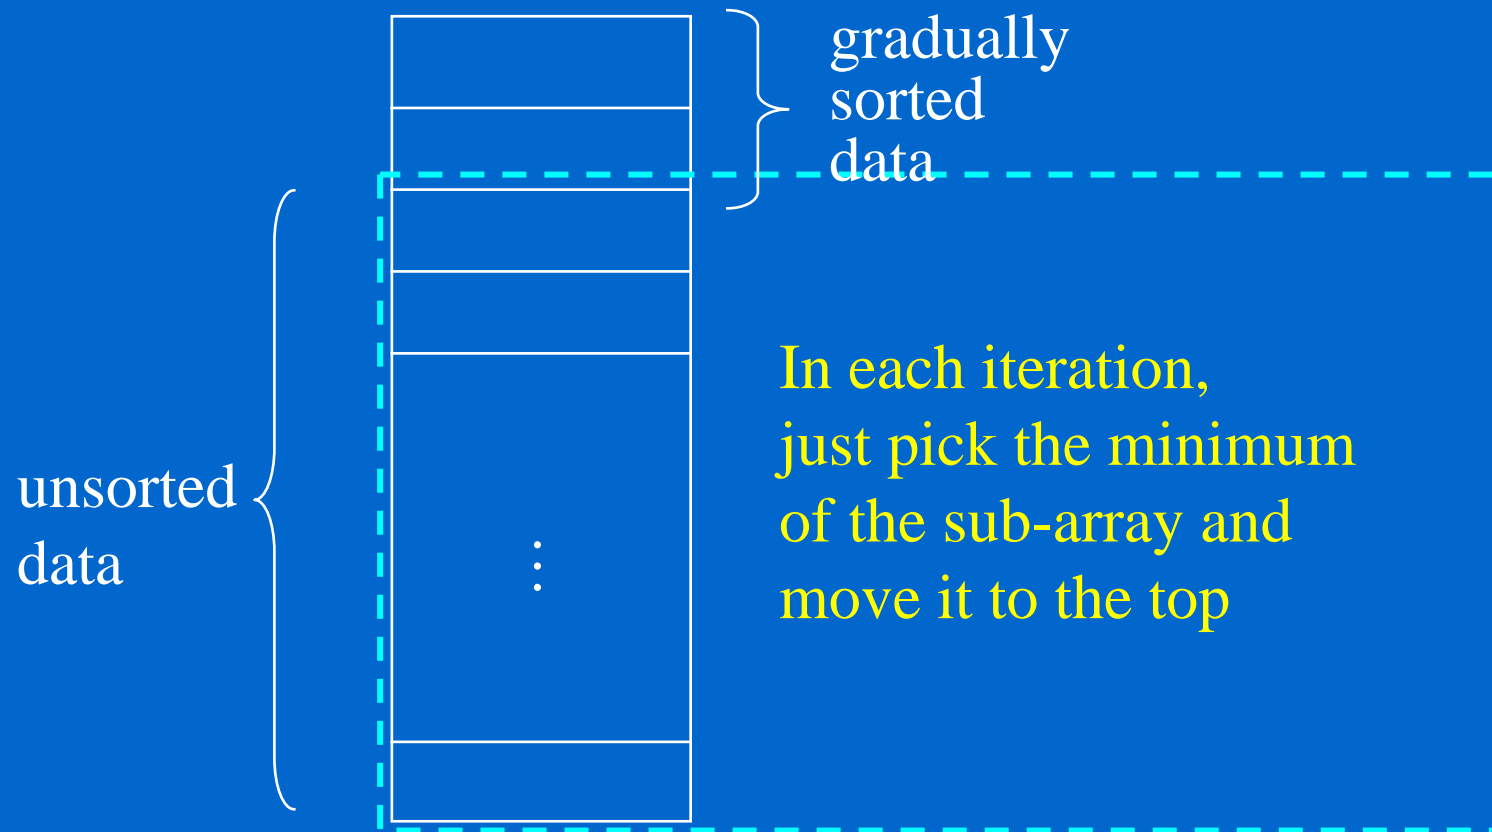 gradually
sorted
data
unsorted
data
In each iteration,
just pick the minimum
of the sub-array and
move it to the top